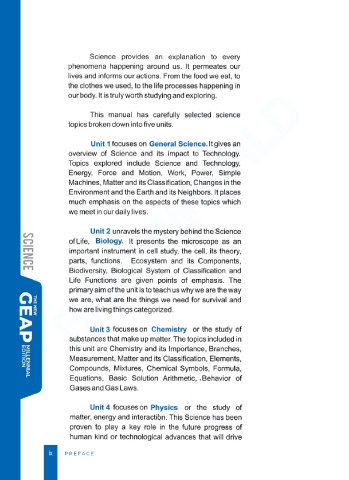 Science provides an explanation to every
phenomena happening around us. It permeates our
lives and informs our actions. From the food we eat, to
the clothes we used, to the life processes happening in
our body. It is truly worth studying and exploring.
This manual has carefully selected science
topics broken down into five units.
Unit 1 focuses on General Science. It gives an
overview of Science and its impact to Technology.
Topics explored include Science and Technology,
Energy, Force and Motion, Work, Power, Simple
Machines, Matter and its Classification, Changes in the
Environment and the Earth and its Neighbors. It places
much emphasis on the aspects of these topics which
we meet in our daily lives.
Unit 2 unravels the mystery behind the Science
of Life, Biology. It presents the microscope as an
important instrument in cell study, the cell, its theory,
parts, functions. Ecosystem and its Components,
Biodiversity, Biological System of Classification and
Life Functions are given points of emphasis. The
primary aim of the unit is to teach us why we are the way
we are, what are the things we need for survival and
how are living things categorized.
Unit 3 focuses on Chemistry or the study of
substances that make up matter. The topics included in
this unit are Chemistry and its Importance, Branches,
Measurement, Matter and its Classification, Elements,
Compounds, Mixtures, Chemical Symbols, Formula,
Equations, Basic Solution Arithmetic, .Behavior of
Gases and Gas Laws.
Unit 4 focuses on Physics or the study of
matter, energy and interaction. This Science has been
proven to play a key role in the future progress of
human kind or technological advances that will drive
SCIENCE
THE NEW
GEAP
MILLENNIAL
EDITION
PREFACE